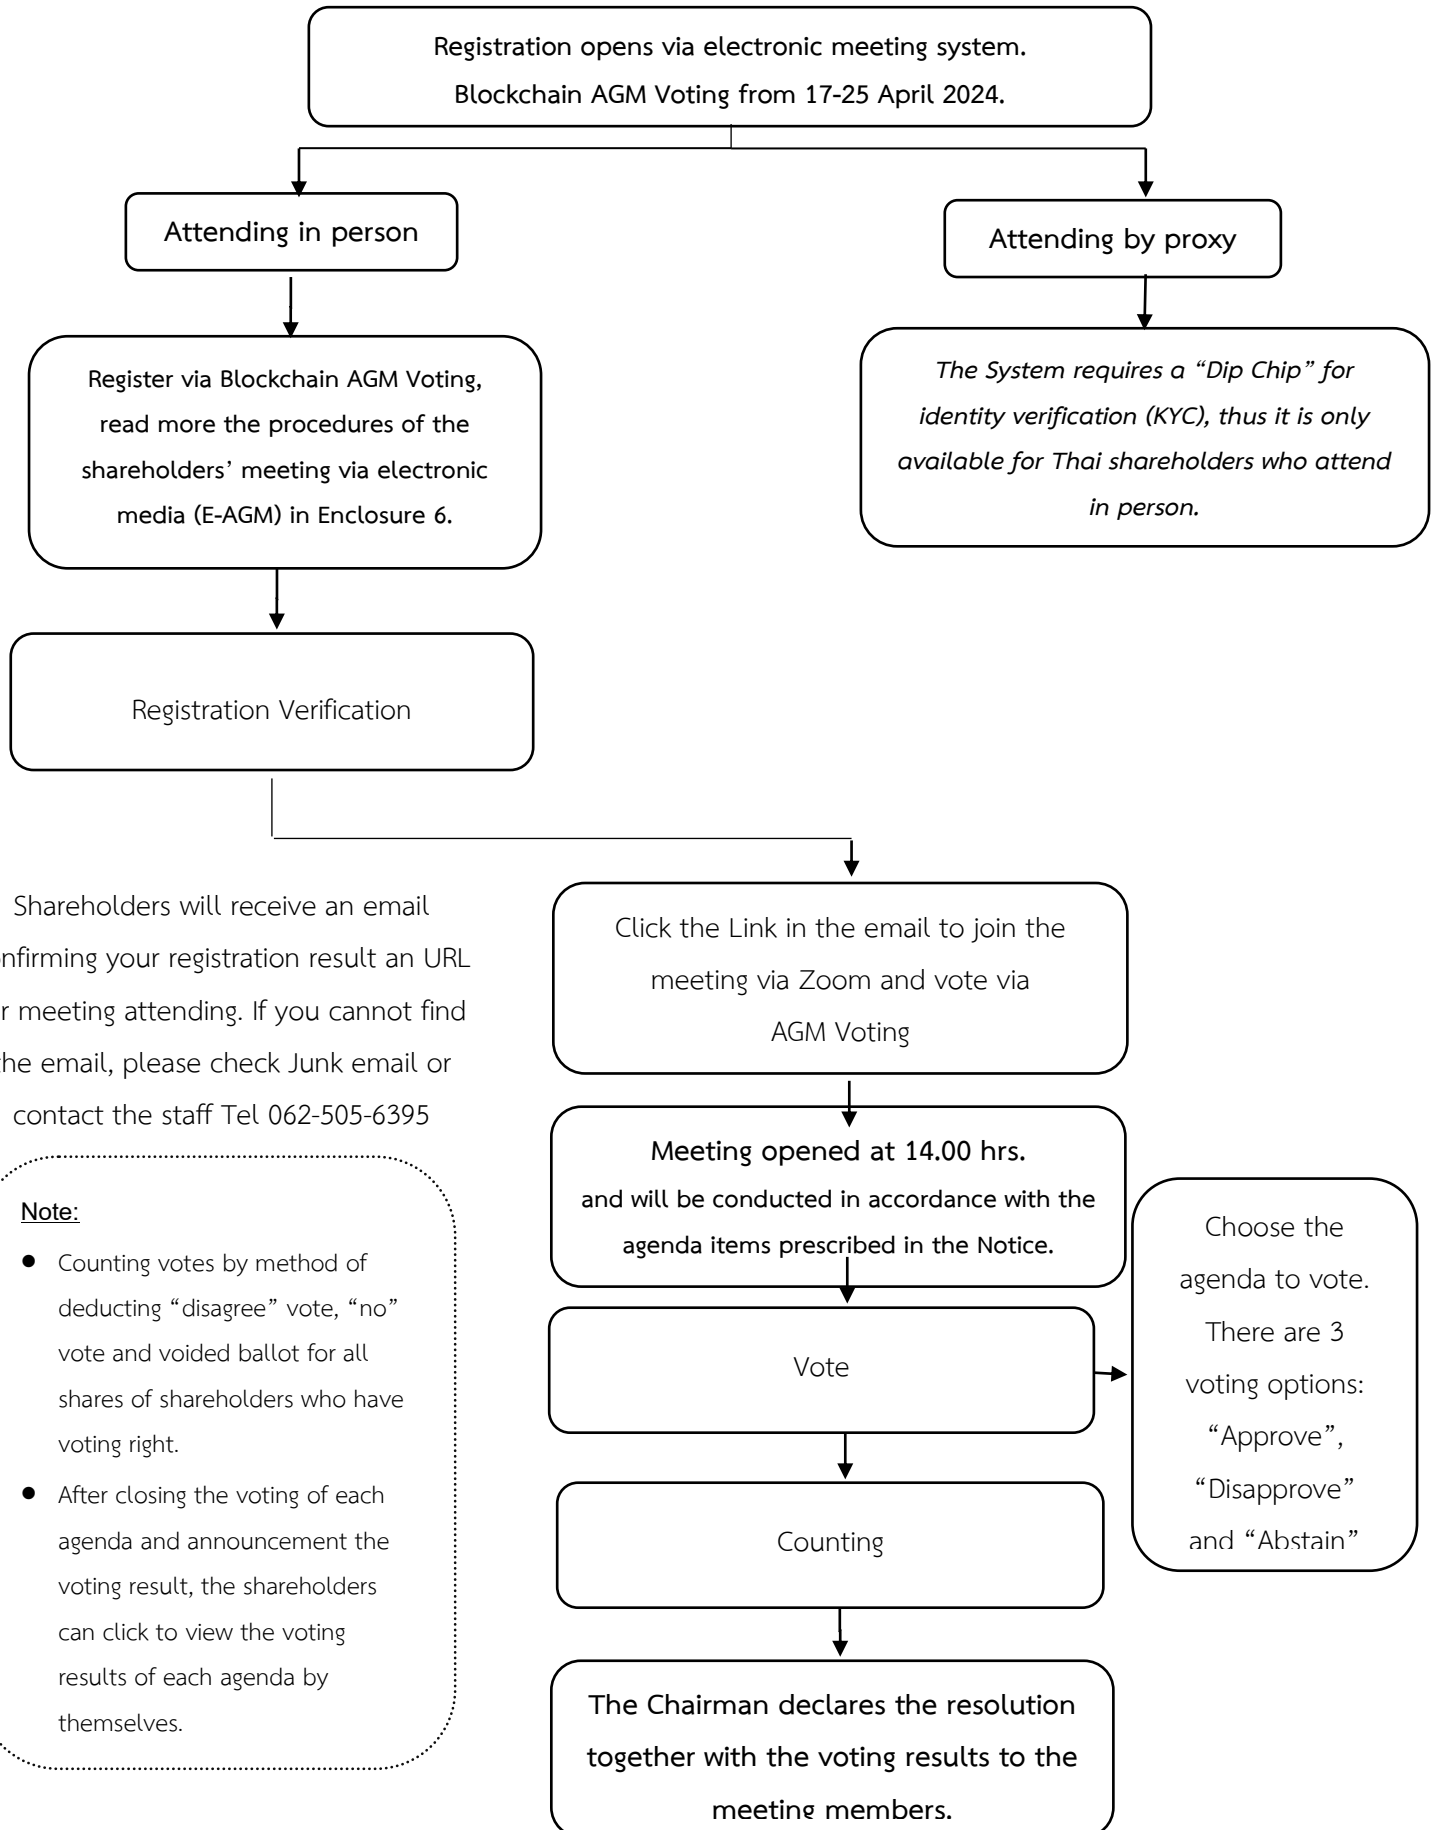 Registration opens via electronic meeting system.
Blockchain AGM Voting from 17-25 April 2024.
Attending in person
Attending by proxy
Register via Blockchain AGM Voting,
read more the procedures of the
shareholders’ meeting via electronic
media (E-AGM) in Enclosure 6.
The System requires a “Dip Chip” for
identity verification (KYC), thus it is only
available for Thai shareholders who attend
in person.
Registration Verification
Shareholders will receive an email
nfirming your registration result an URL
r meeting attending. If you cannot find
he email, please check Junk email or
contact the staff Tel 062-505-6395
Click the Link in the email to join the
meeting via Zoom and vote via
AGM Voting
Meeting opened at 14.00 hrs.
and will be conducted in accordance with the
agenda items prescribed in the Notice.
Vote
Choose the
agenda to vote.
There are 3
voting options:
“Approve”,
“Disapprove”
and “Abstain”
Counting
The Chairman declares the resolution
together with the voting results to the
meeting members.
Note:
● Counting votes by method of
deducting “disagree” vote, “no”
vote and voided ballot for all
shares of shareholders who have
voting right.
● After closing the voting of each
agenda and announcement the
voting result, the shareholders
can click to view the voting
results of each agenda by
themselves.